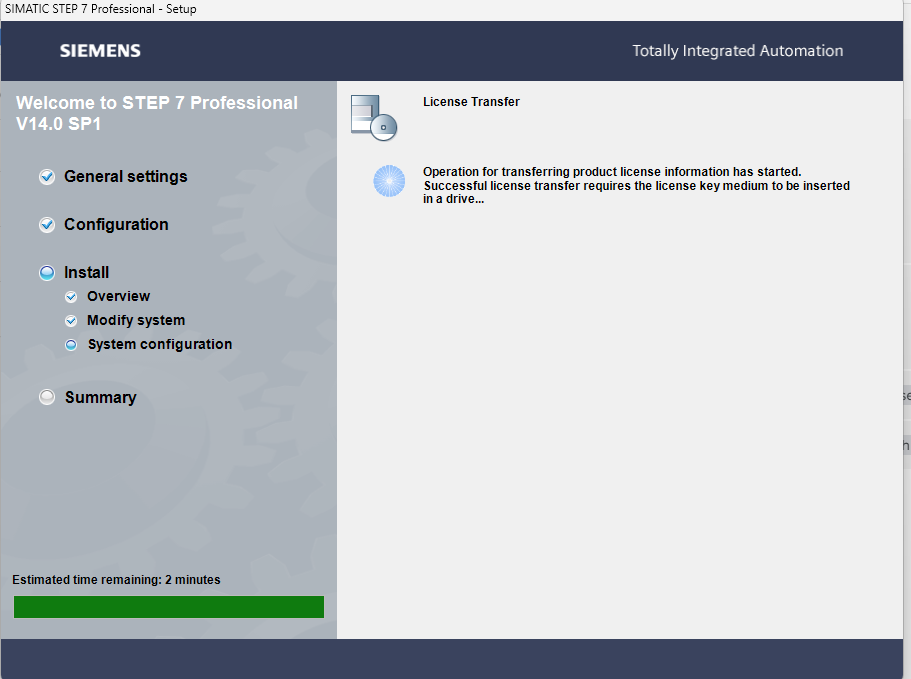 SIMATIC STEP 7 Professional - Setup
SIEMENS
Totally Integrated Automation
Welcome to STEP 7 Professional
V14.0 SP1
General settings
Configuration
Install
Overview
Modify system
System configuration
Summary
Estimated time remaining: 2 minutes
License Transfer
Operation for transferring product license information has started.
Successful license transfer requires the license key medium to be inserted
in a drive...